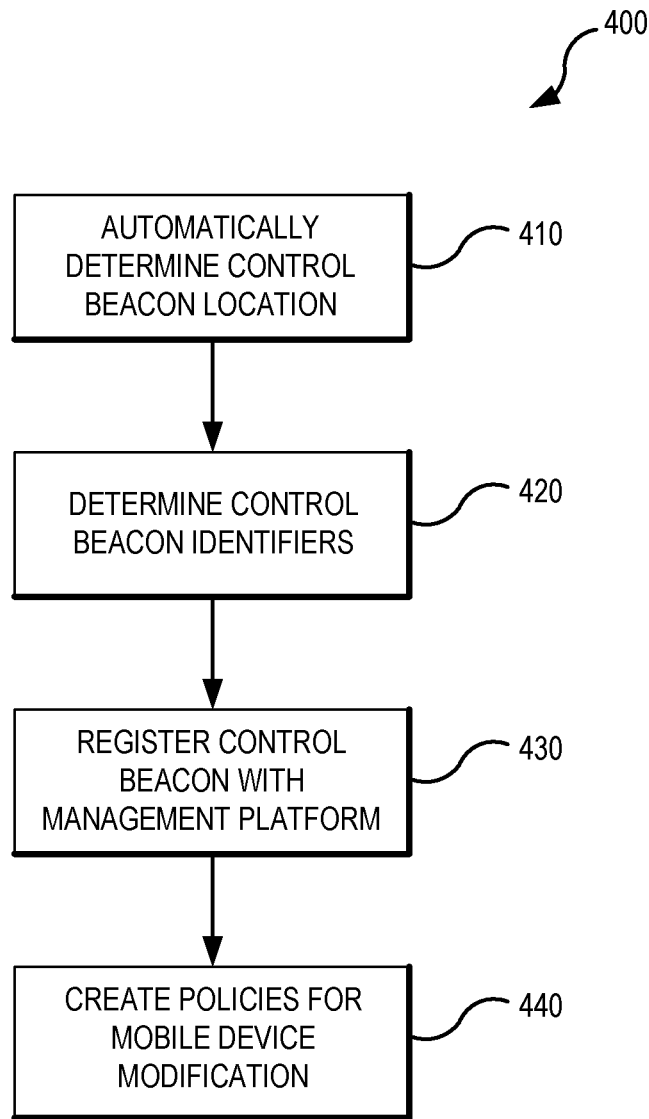 400
AUTOMATICALLY
DETERMINE CONTROL
BEACON LOCATION
410
DETERMINE CONTROL
BEACON IDENTIFIERS
420
REGISTER CONTROL
BEACON WITH
MANAGEMENT PLATFORM
430
CREATE POLICIES FOR
MOBILE DEVICE
MODIFICATION
440